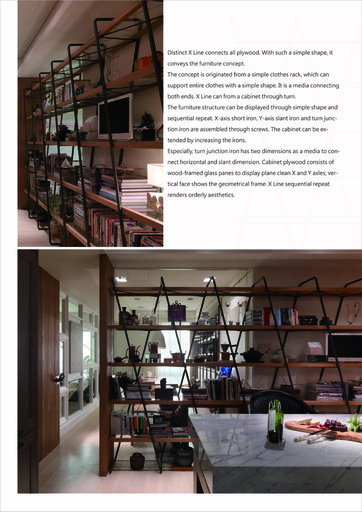 Distinct X Line connects all plywood. With such a simple shape, it
conveys the furniture concept.
The concept is originated from a simple clothes rack, which can
support entire clothes with a simple shape. It is a media connecting
both ends. X Line can from a cabinet through turn.
The furniture structure can be displayed through simple shape and
sequential repeat. X-axis short iron, Y-axis slant iron and turn junc-
tion iron are assembled through screws. The cabinet can be ex-
tended by increasing the irons.
Especially, turn junction iron has two dimensions as a media to con-
nect horizontal and slant dimension. Cabinet plywood consists of
wood-framed glass panes to display plane clean X and Y axles; ver-
tical face shows the geometrical frame. X Line sequential repeat
renders orderly aesthetics.